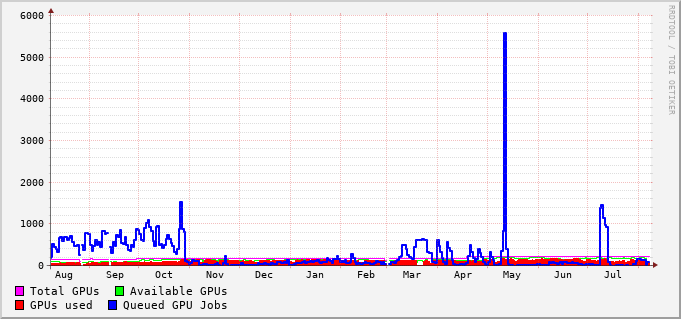 6000
5000
4000
3000
2000
1000
0
Aug Sep Oct Nov Dec Jan Feb Mar Apr May Jun Jul
Total GPUs Available GPUs
GPUs used Queued GPU Jobs
RRDTOOL / TOBI OETIKER